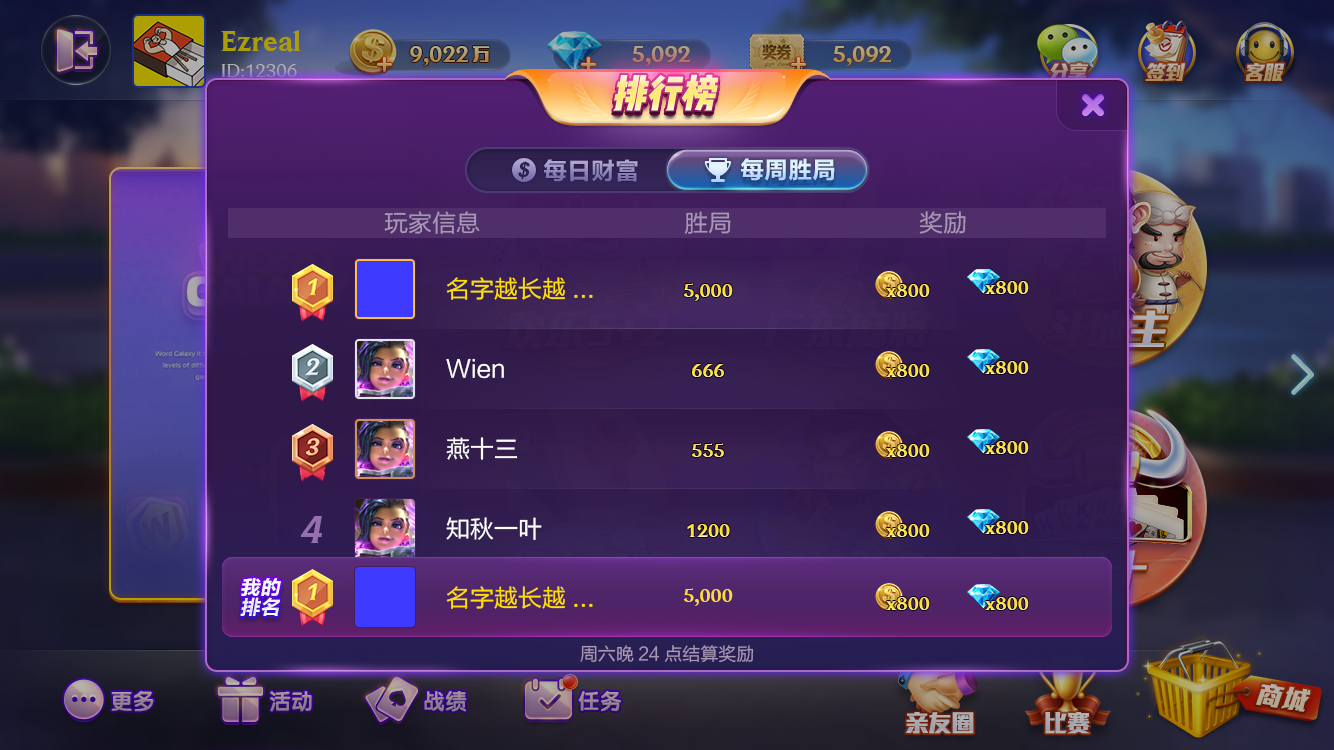 Ezreal
ID:12306
9,022万
5,092
奖券
5,092
分享
签到
客服
排行榜
每日财富
每周胜局
玩家信息
胜局
奖励
1
名字越长越 ...
5,000
x800
x800
2
Wien
666
x800
x800
3
燕十三
555
x800
x800
4
知秋一叶
1200
x800
x800
我的
排名
1
名字越长越 ...
5,000
x800
x800
周六晚 24 点结算奖励
主
Word Galaxy
levels of
W
更多
活动
战绩
任务
亲友圈
比赛
商城